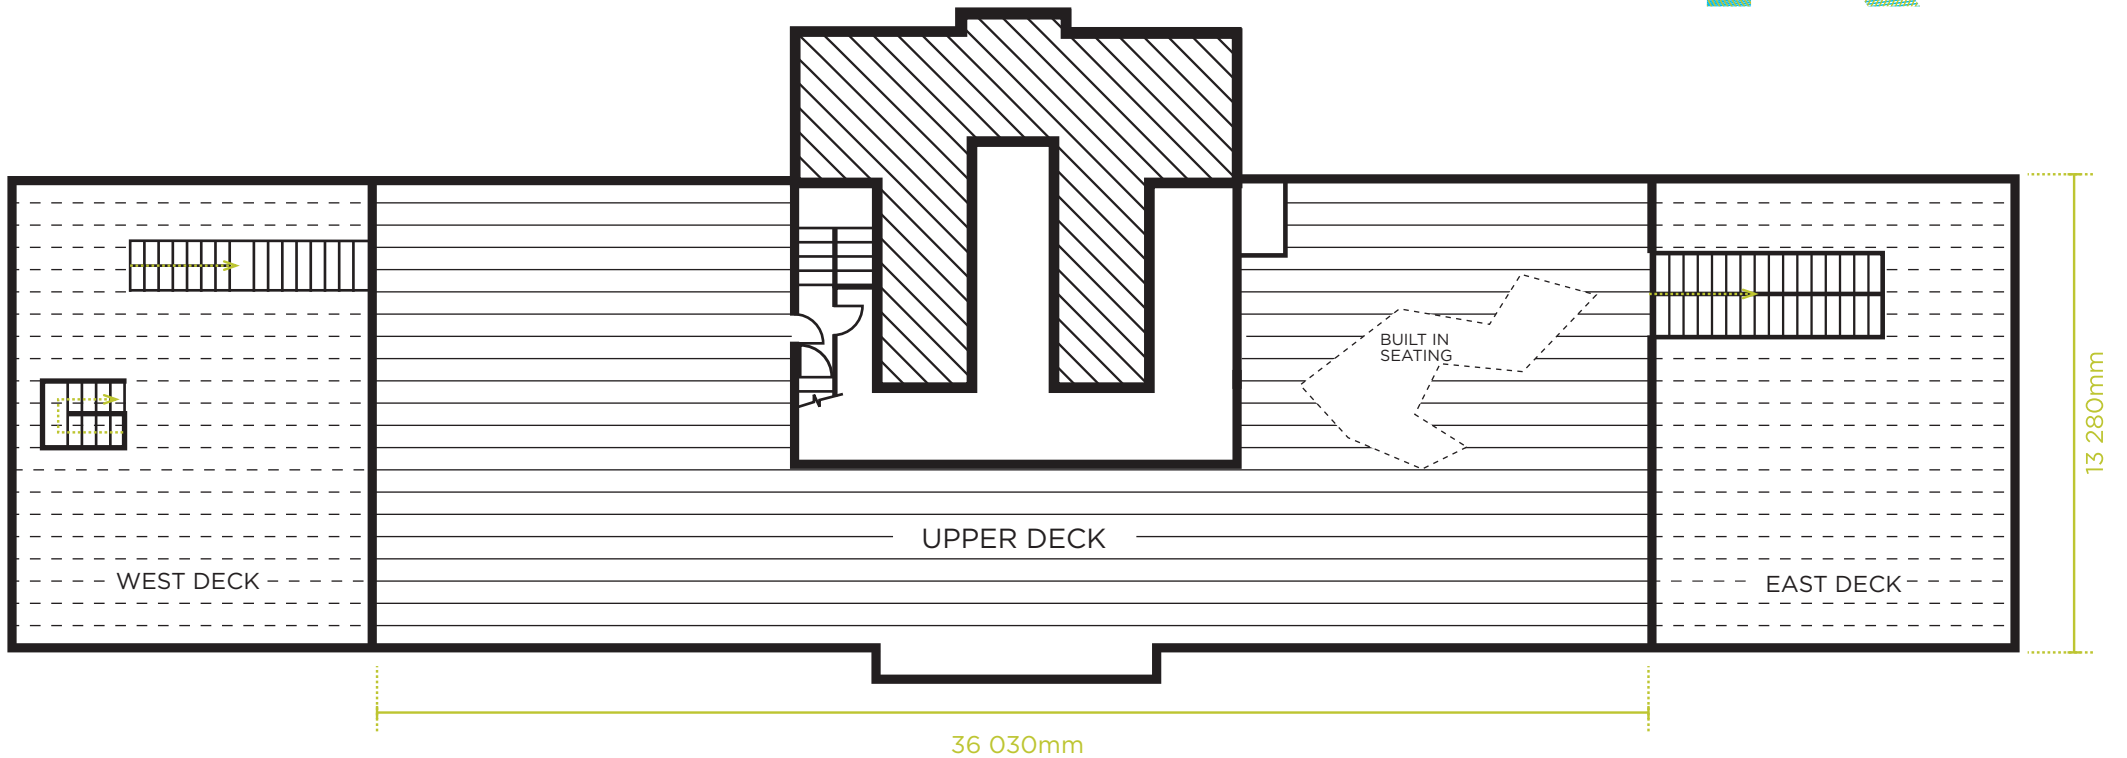 BUILT IN
SEATING
13 280mm
UPPER DECK
WEST DECK
EAST DECK
36 030mm